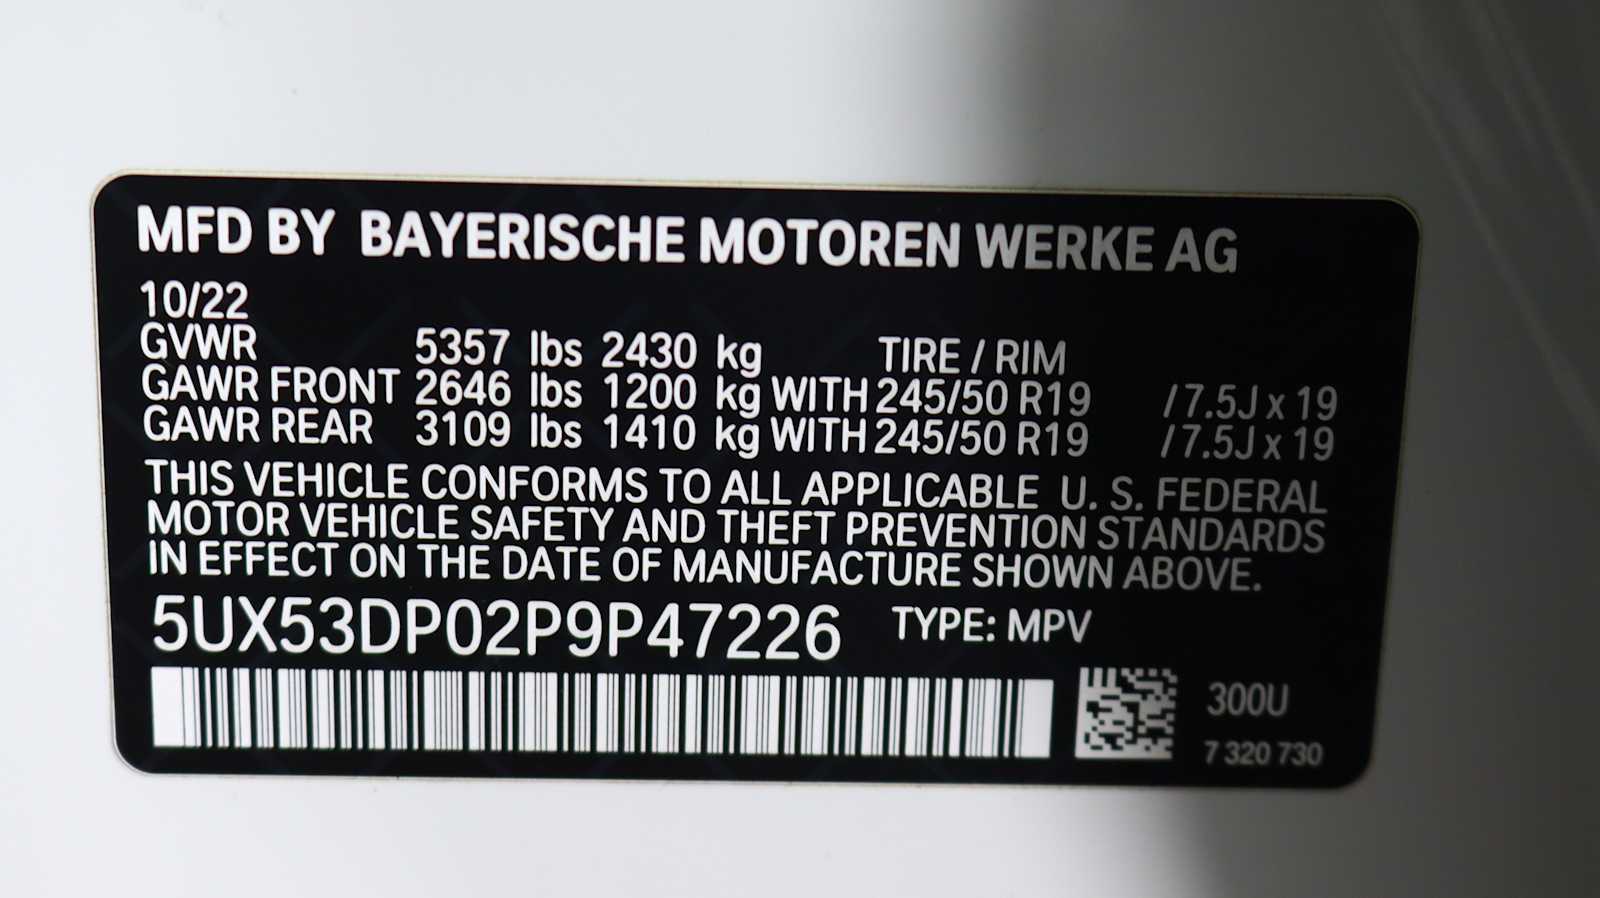 MFD BY BAYERISCHE MOTOREN WERKE AG
10/22
GVWR 5357 lbs 2430 kg TIRE / RIM
GAWR FRONT 2646 lbs 1200 kg WITH 245/50 R19 / 7.5J x 19
GAWR REAR 3109 lbs 1410 kg WITH 245/50 R19 / 7.5J x 19
THIS VEHICLE CONFORMS TO ALL APPLICABLE U. S. FEDERAL
MOTOR VEHICLE SAFETY AND THEFT PREVENTION STANDARDS
IN EFFECT ON THE DATE OF MANUFACTURE SHOWN ABOVE.
5UX53DP02P9P47226 TYPE: MPV
300U
7 320 730